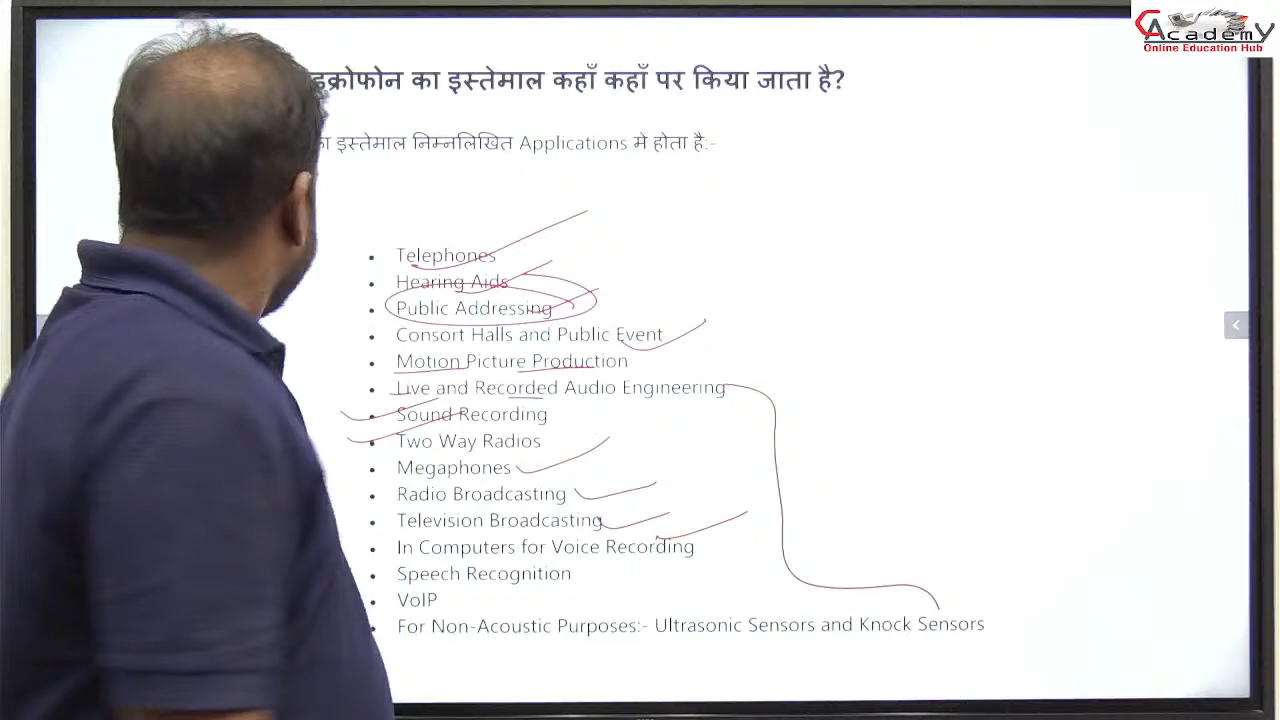 Academy
Online Education Hub
का इस्तेमाल कहाँ कहाँ पर किया जाता है?
इस्तेमाल निम्नलिखित Applications मे होता है:-
Telephones
Hearing Aids
Public Addressing
Consort Halls and Public Event
Motion Picture Production
Live and Recorded Audio Engineering
Sound Recording
Two Way Radios
Megaphones
Radio Broadcasting
Television Broadcasting
In Computers for Voice Recording
Speech Recognition
VoIP
For Non-Acoustic Purposes:- Ultrasonic Sensors and Knock Sensors